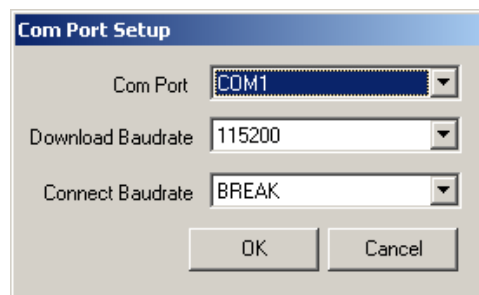 Com Port Setup
Com Port COM1
Download Baudrate 115200
Connect Baudrate BREAK
OK Cancel